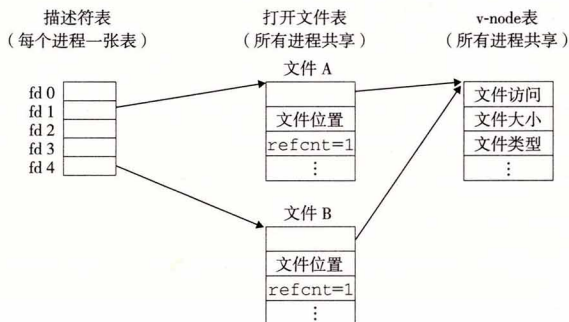 描述符表
（每个进程一张表）
打开文件表
（所有进程共享）
v-node表
（所有进程共享）
文件 A
fd 0
fd 1
fd 2
fd 3
fd 4
文件位置
refcnt=1
⋮
文件访问
文件大小
文件类型
⋮
文件 B
文件位置
refcnt=1
⋮